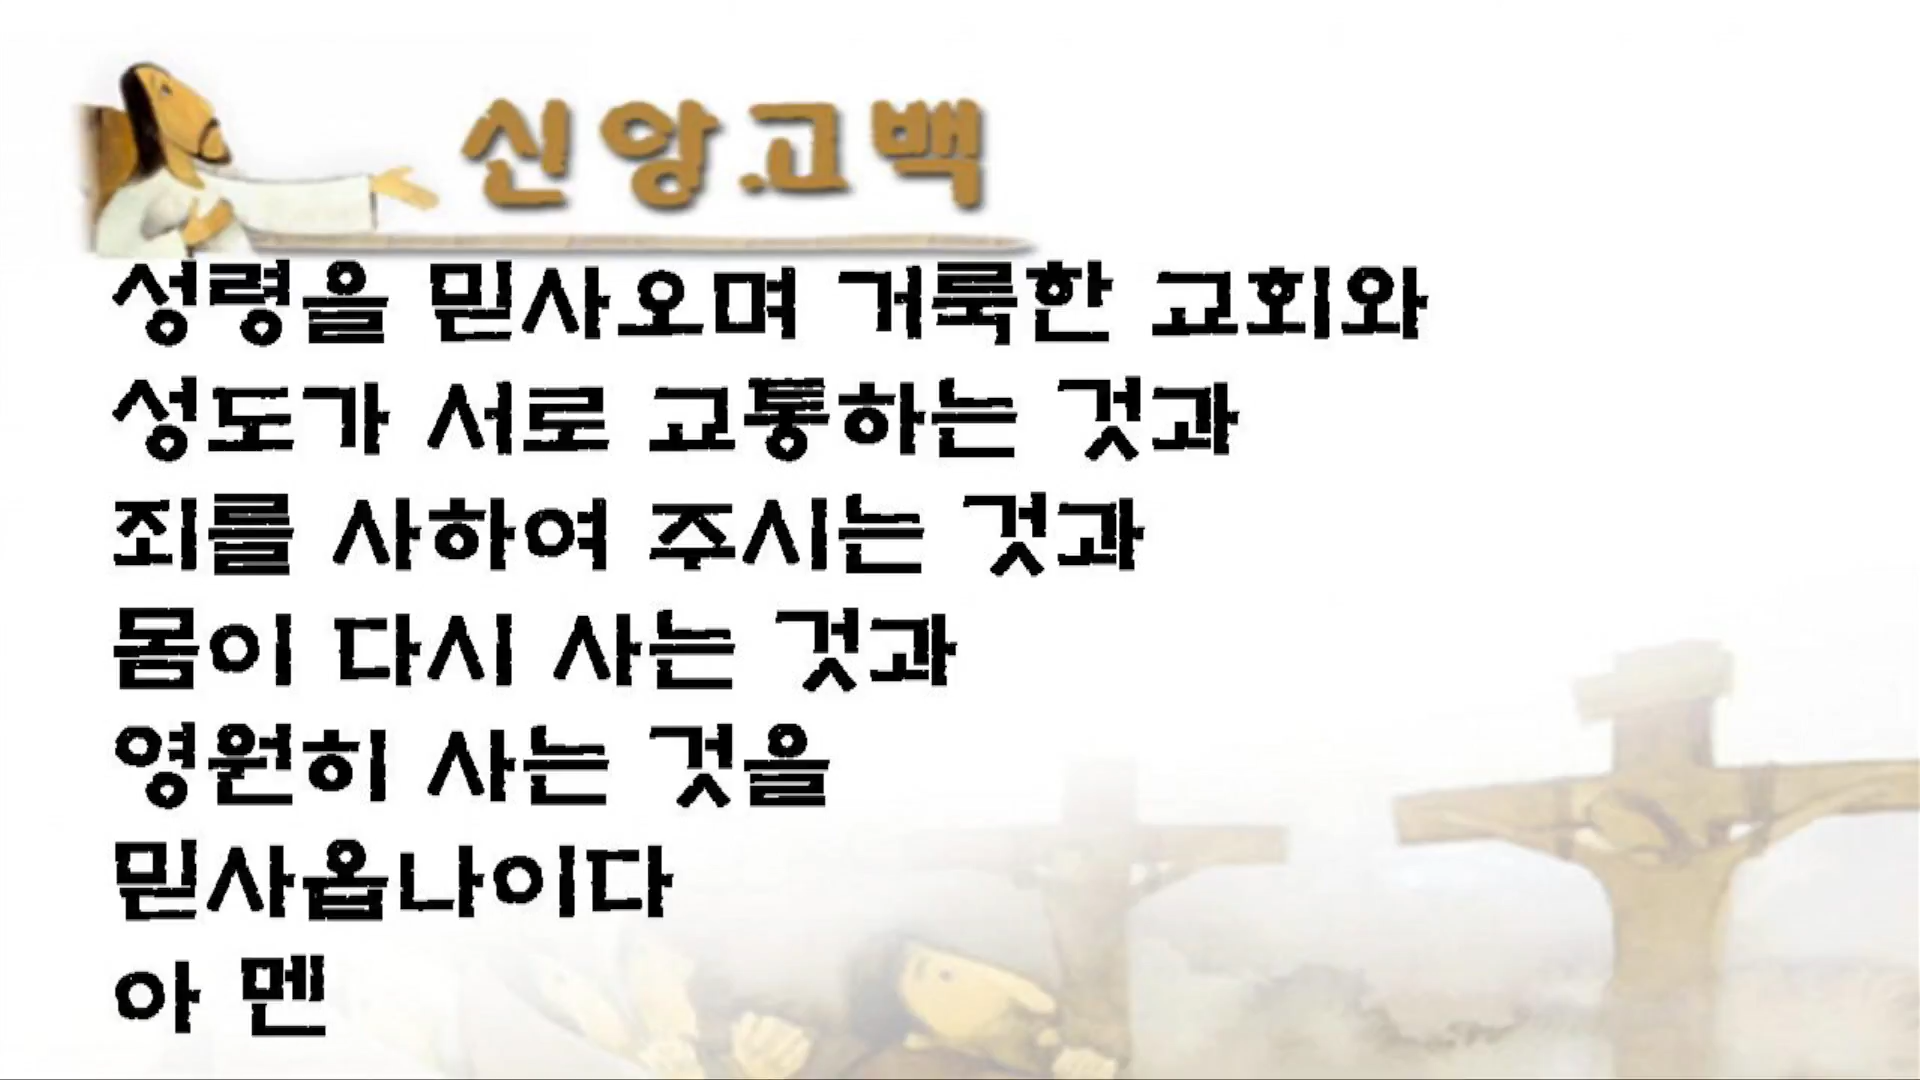 신앙고백
성령을 믿사오며 거룩한 교회와
성도가 서로 교통하는 것과
죄를 사하여 주시는 것과
몸이 다시 사는 것과
영원히 사는 것을
믿사옵나이다
아 멘